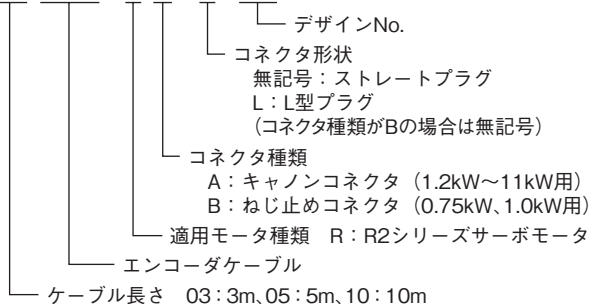 デザインNo.
コネクタ形状
無記号：ストレートプラグ
L：L型プラグ
（コネクタ種類がBの場合は無記号）
コネクタ種類
A：キャノンコネクタ（1.2kW～11kW用）
B：ねじ止めコネクタ（0.75kW、1.0kW用）
適用モータ種類　R：R2シリーズサーボモータ
エンコーダケーブル
ケーブル長さ　03：3m、05：5m、10：10m